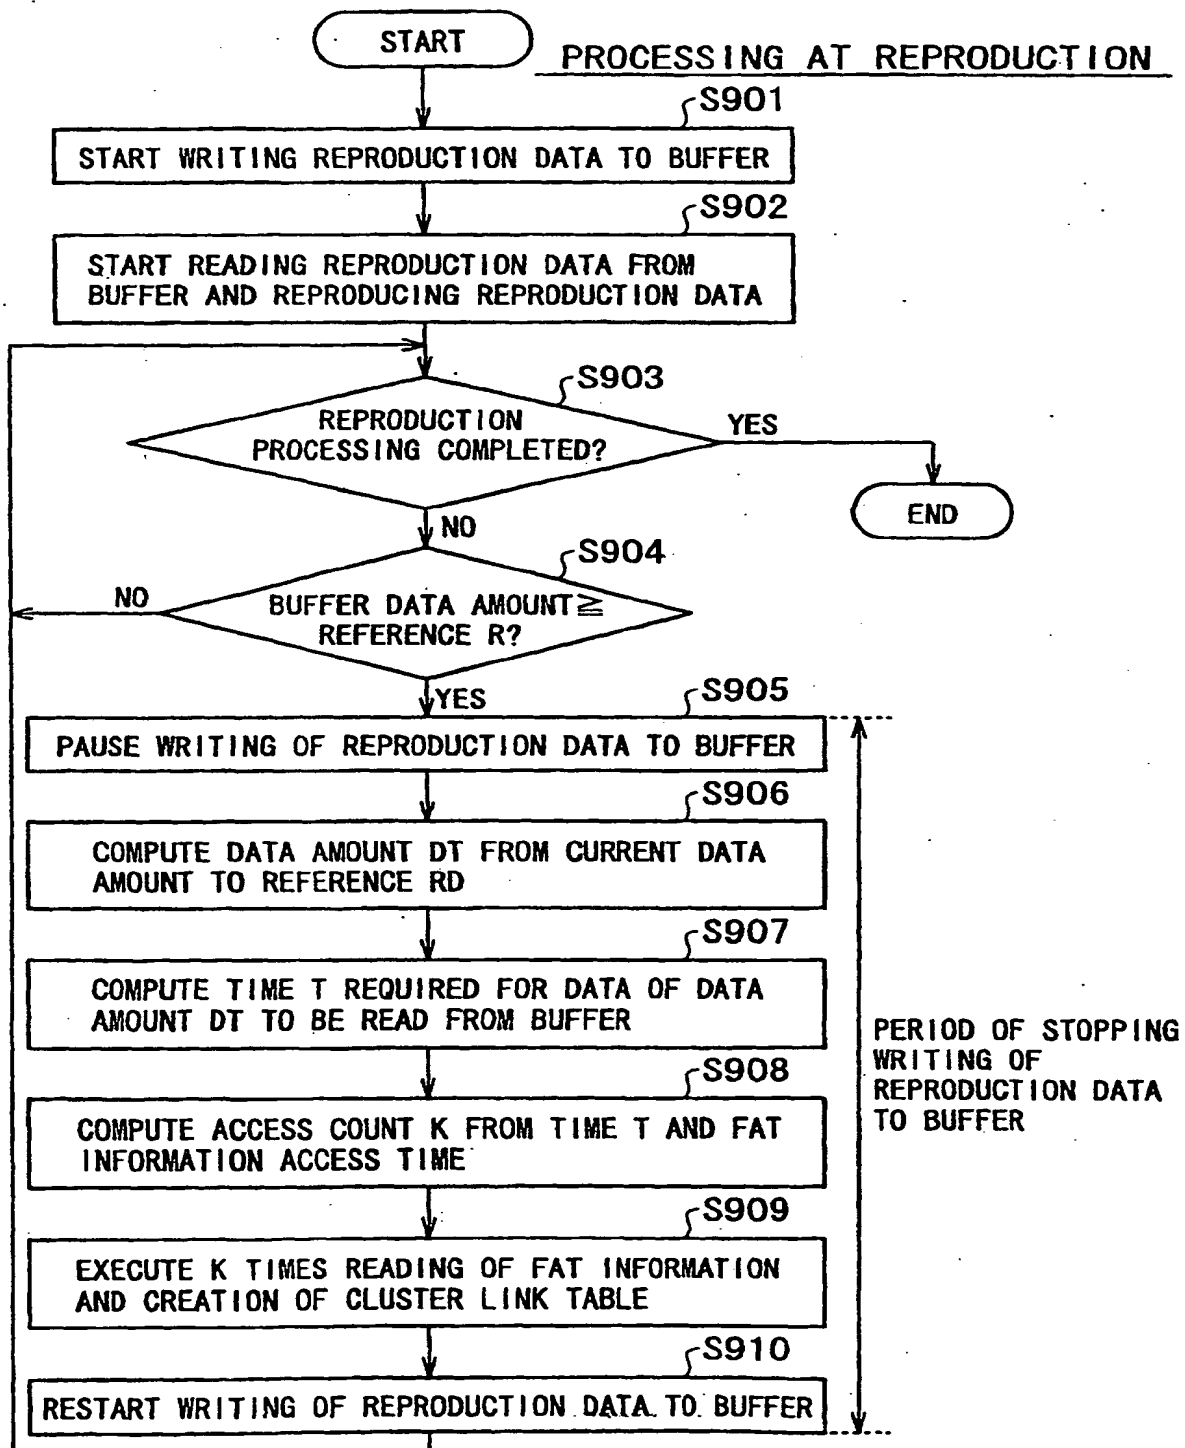 START
PROCESSING AT REPRODUCTION
S901
START WRITING REPRODUCTION DATA TO BUFFER
S902
START READING REPRODUCTION DATA FROM
BUFFER AND REPRODUCING REPRODUCTION DATA
S903
REPRODUCTION
PROCESSING COMPLETED?
YES
END
NO
S904
NO
BUFFER DATA AMOUNT≧
REFERENCE R?
YES
S905
PAUSE WRITING OF REPRODUCTION DATA TO BUFFER
S906
COMPUTE DATA AMOUNT DT FROM CURRENT DATA
AMOUNT TO REFERENCE RD
S907
COMPUTE TIME T REQUIRED FOR DATA OF DATA
AMOUNT DT TO BE READ FROM BUFFER
PERIOD OF STOPPING
WRITING OF
REPRODUCTION DATA
TO BUFFER
S908
COMPUTE ACCESS COUNT K FROM TIME T AND FAT
INFORMATION ACCESS TIME
S909
EXECUTE K TIMES READING OF FAT INFORMATION
AND CREATION OF CLUSTER LINK TABLE
S910
RESTART WRITING OF REPRODUCTION DATA TO BUFFER